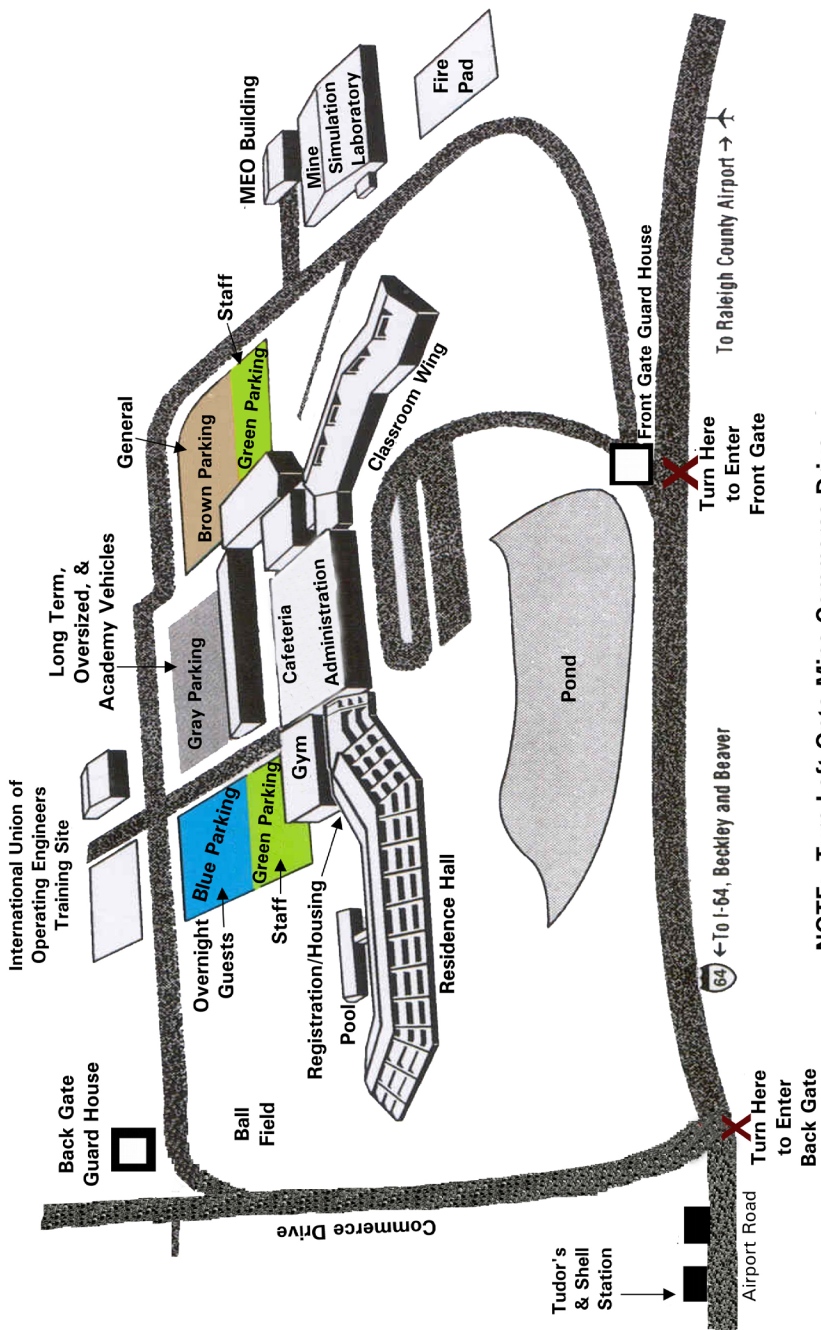 International Union of
Operating Engineers
Training Site
Long Term,
Oversized, &
Academy Vehicles
General
Staff
MEO Building
Mine
Simulation
Laboratory
Fire
Pad
Back Gate
Guard House
Ball
Field
Overnight
Guests
Blue Parking
Green Parking
Staff
Gray Parking
Brown Parking
Green Parking
Registration/Housing
Pool
Gym
Cafeteria
Administration
Classroom Wing
Residence Hall
Commerce Drive
Pond
Front Gate Guard House
Tudor's
& Shell
Station
Airport Road
Turn Here
to Enter
Back Gate
64 ←To I-64, Beckley and Beaver
Turn Here
to Enter
Front Gate
To Raleigh County Airport →